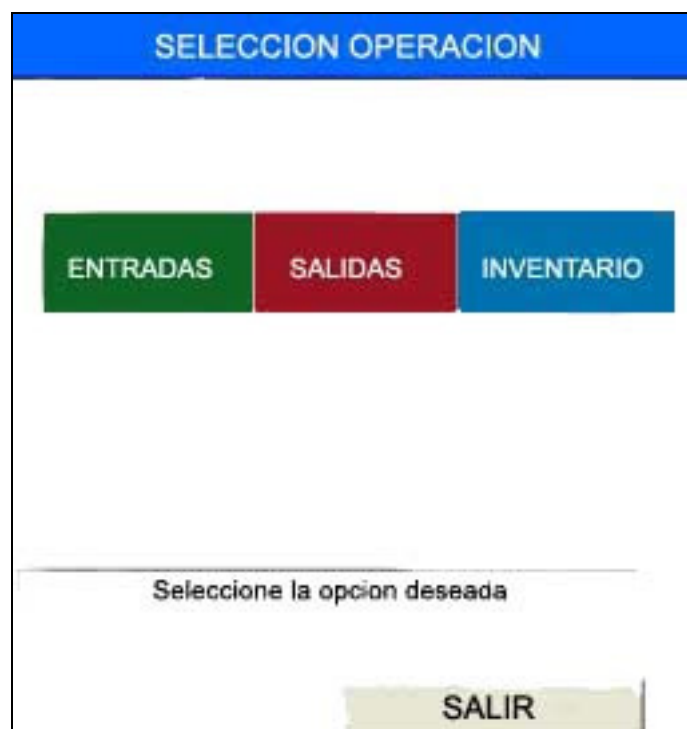 SELECCION OPERACION
ENTRADAS SALIDAS INVENTARIO
Seleccione la opcion deseada
SALIR